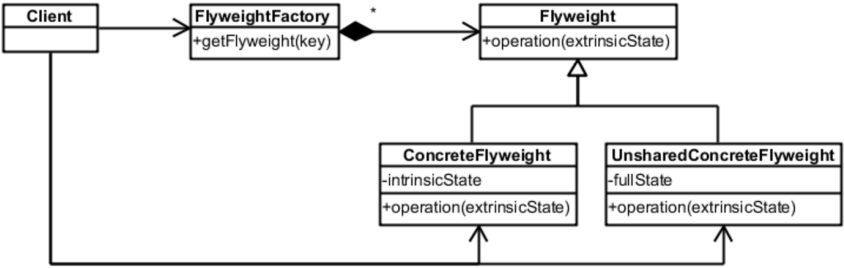 Client
FlyweightFactory
+getFlyweight(key)
*
Flyweight
+operation(extrinsicState)
ConcreteFlyweight
-intrinsicState
+operation(extrinsicState)
UnsharedConcreteFlyweight
-fullState
+operation(extrinsicState)